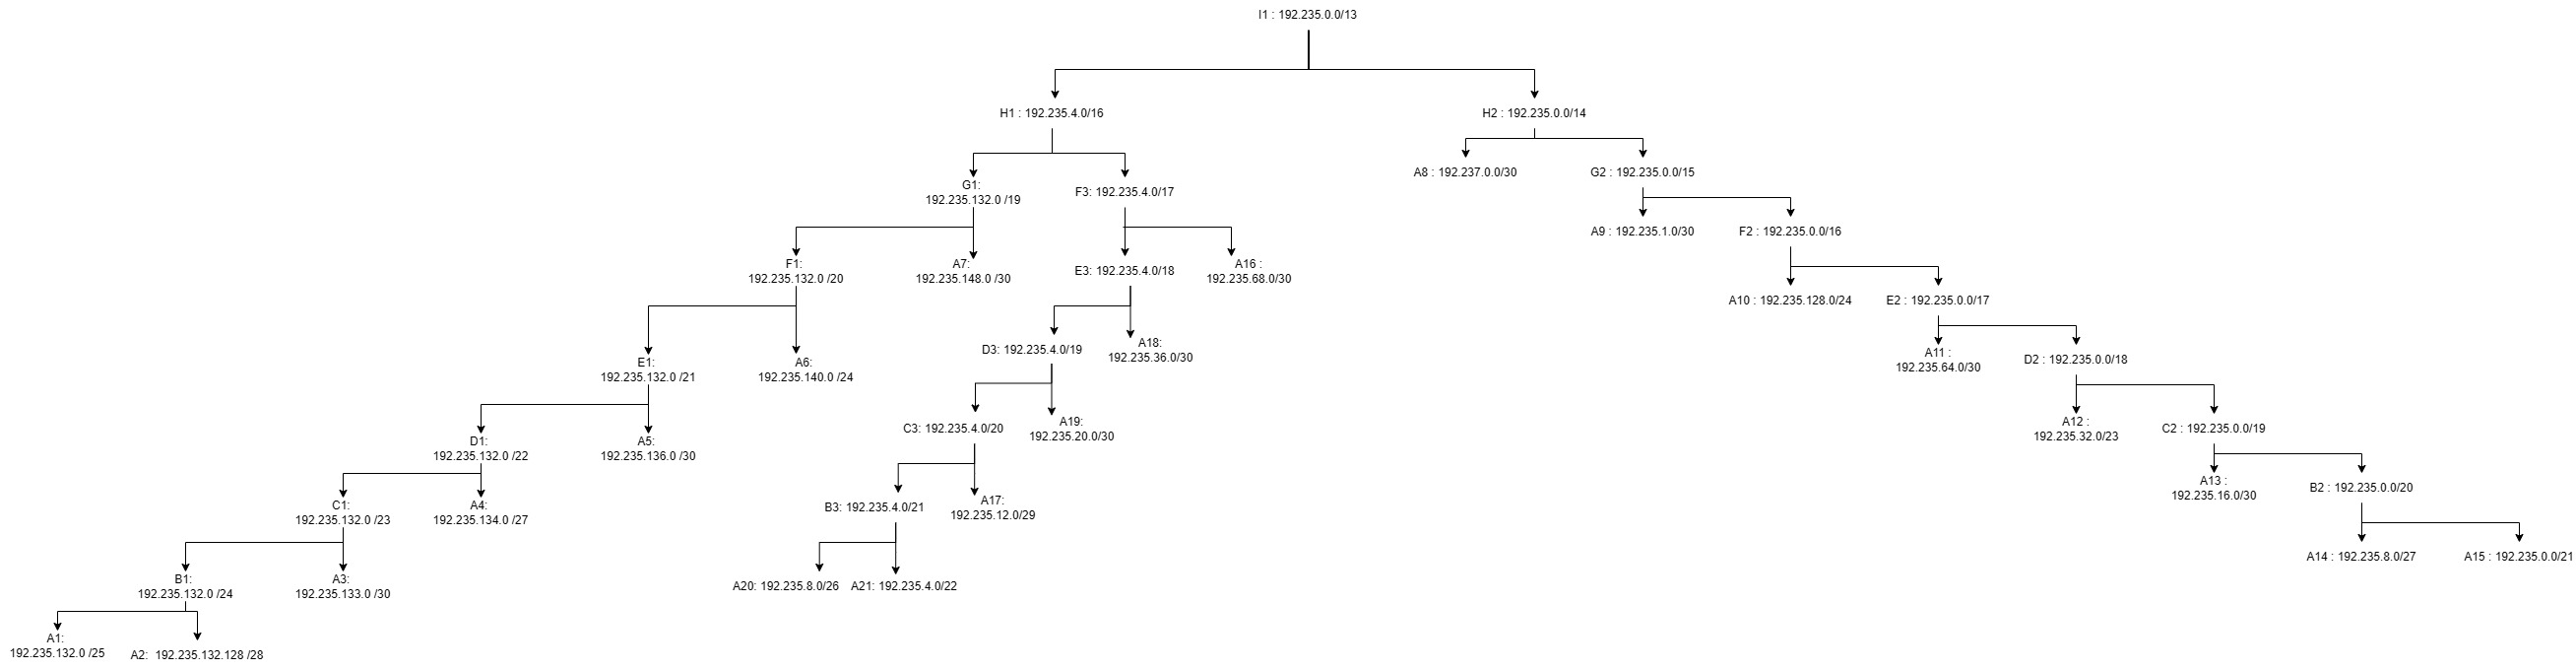 I1 : 192.235.0.0/13
H1 : 192.235.4.0/16
H2 : 192.235.0.0/14
A8 : 192.237.0.0/30
G2 : 192.235.0.0/15
G1:
192.235.132.0 /19
F3: 192.235.4.0/17
A9 : 192.235.1.0/30
F2 : 192.235.0.0/16
F1:
192.235.132.0 /20
A7:
192.235.148.0 /30
E3: 192.235.4.0/18
A16 :
192.235.68.0/30
A10 : 192.235.128.0/24
E2 : 192.235.0.0/17
E1:
192.235.132.0 /21
A6:
192.235.140.0 /24
D3: 192.235.4.0/19
A18:
192.235.36.0/30
A11 :
192.235.64.0/30
D2 : 192.235.0.0/18
D1:
192.235.132.0 /22
A5:
192.235.136.0 /30
C3: 192.235.4.0/20
A19:
192.235.20.0/30
A12 :
192.235.32.0/23
C2 : 192.235.0.0/19
C1:
192.235.132.0 /23
A4:
192.235.134.0 /27
B3: 192.235.4.0/21
A17:
192.235.12.0/29
A13 :
192.235.16.0/30
B2 : 192.235.0.0/20
B1:
192.235.132.0 /24
A3:
192.235.133.0 /30
A20: 192.235.8.0/26
A21: 192.235.4.0/22
A14 : 192.235.8.0/27
A15 : 192.235.0.0/21
A1:
192.235.132.0 /25
A2: 192.235.132.128 /28